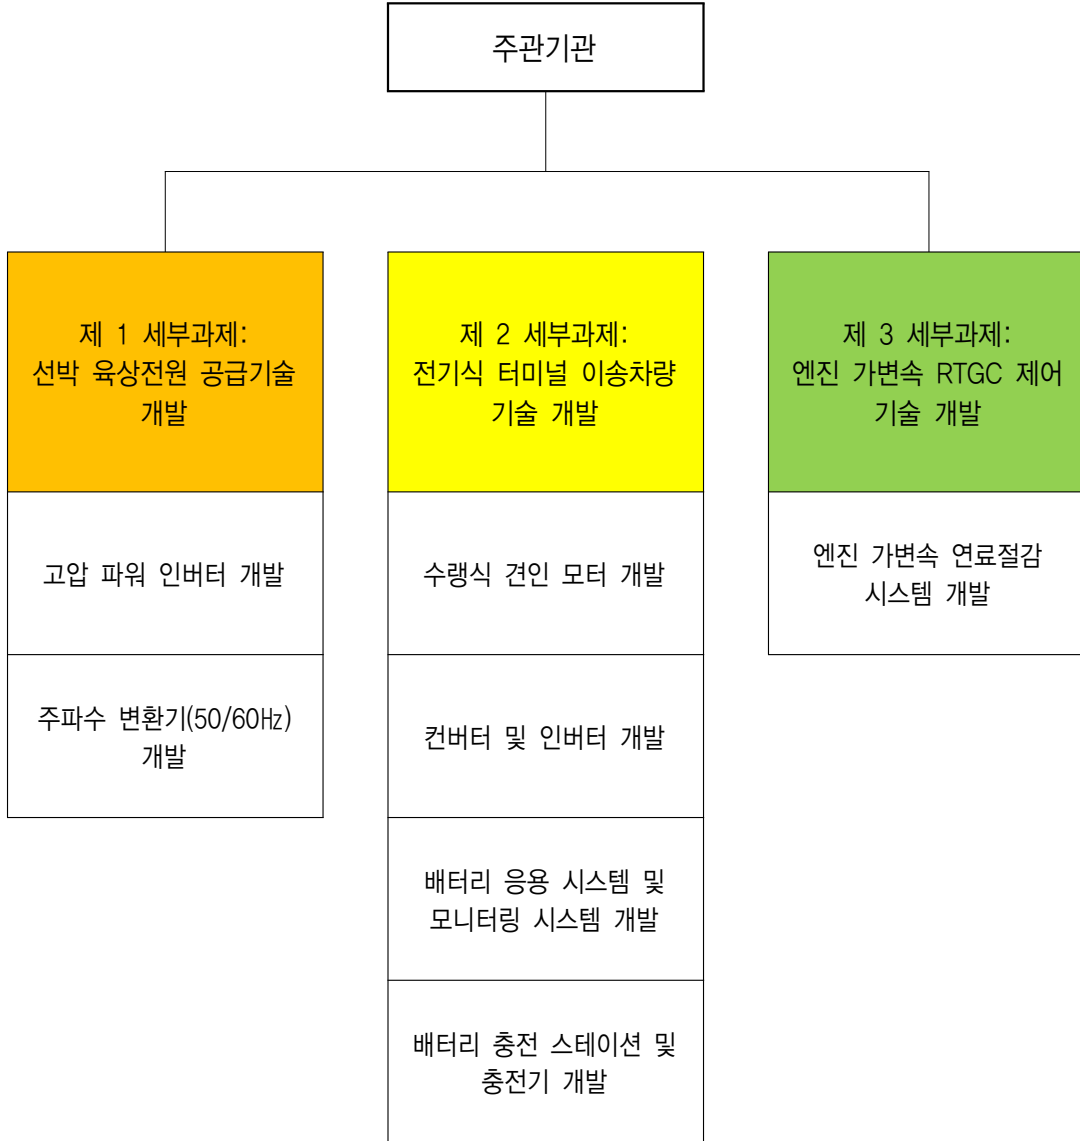 주관기관
제 1 세부과제:
선박 육상전원 공급기술
개발
고압 파워 인버터 개발
주파수 변환기(50/60Hz)
개발
제 2 세부과제:
전기식 터미널 이송차량
기술 개발
수랭식 견인 모터 개발
컨버터 및 인버터 개발
배터리 응용 시스템 및
모니터링 시스템 개발
배터리 충전 스테이션 및
충전기 개발
제 3 세부과제:
엔진 가변속 RTGC 제어
기술 개발
엔진 가변속 연료절감
시스템 개발